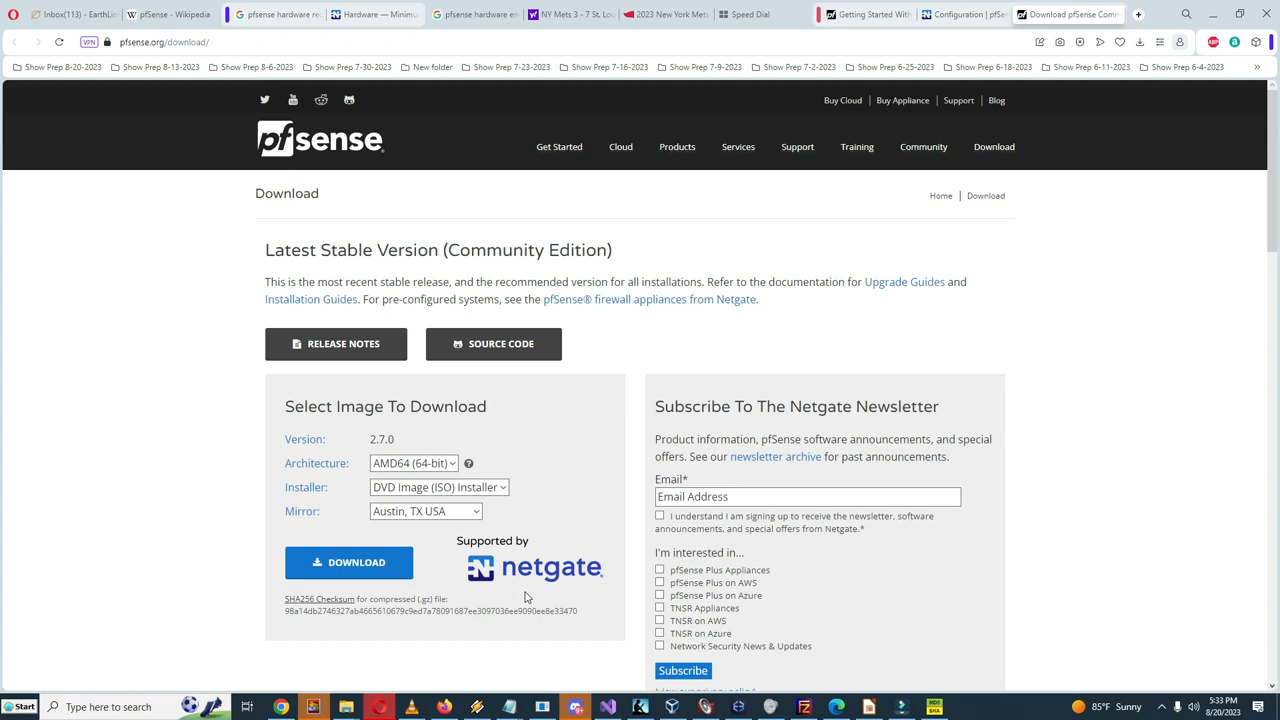 Inbox(113) - EarthLin
pfSense - Wikipedia
pfsense hardware re
Hardware — Minimu
pfsense hardware en
NY Mets 3 - 7 St. Lou
2023 New York Mets
Speed Dial
Getting Started With
Configuration | pfSe
Download pfSense Com
VPN
pfsense.org/download/
ABP
Show Prep 8-20-2023
Show Prep 8-13-2023
Show Prep 8-6-2023
Show Prep 7-30-2023
New folder
Show Prep 7-23-2023
Show Prep 7-16-2023
Show Prep 7-9-2023
Show Prep 7-2-2023
Show Prep 6-25-2023
Show Prep 6-18-2023
Show Prep 6-11-2023
Show Prep 6-4-2023
Buy Cloud | Buy Appliance | Support | Blog
pfsense
Get Started Cloud Products Services Support Training Community Download
Download
Home | Download
Latest Stable Version (Community Edition)
This is the most recent stable release, and the recommended version for all installations. Refer to the documentation for Upgrade Guides and
Installation Guides. For pre-configured systems, see the pfSense® firewall appliances from Netgate.
RELEASE NOTES
SOURCE CODE
Select Image To Download
Version: 2.7.0
Architecture: AMD64 (64-bit)
Installer: DVD Image (ISO) Installer
Mirror: Austin, TX USA
Supported by
netgate
DOWNLOAD
SHA256 Checksum for compressed (.gz) file:
98a14db2746327ab4665610679c9ed7a78091687ee3097036ee9090ee8e33470
Subscribe To The Netgate Newsletter
Product information, pfSense software announcements, and special
offers. See our newsletter archive for past announcements.
Email*
Email Address
I understand I am signing up to receive the newsletter, software
announcements, and special offers from Netgate.*
I'm interested in...
pfSense Plus Appliances
pfSense Plus on AWS
pfSense Plus on Azure
TNSR Appliances
TNSR on AWS
TNSR on Azure
Network Security News & Updates
Subscribe
Start
Type here to search
MD5
SHA
85°F Sunny
5:33 PM
8/20/2023